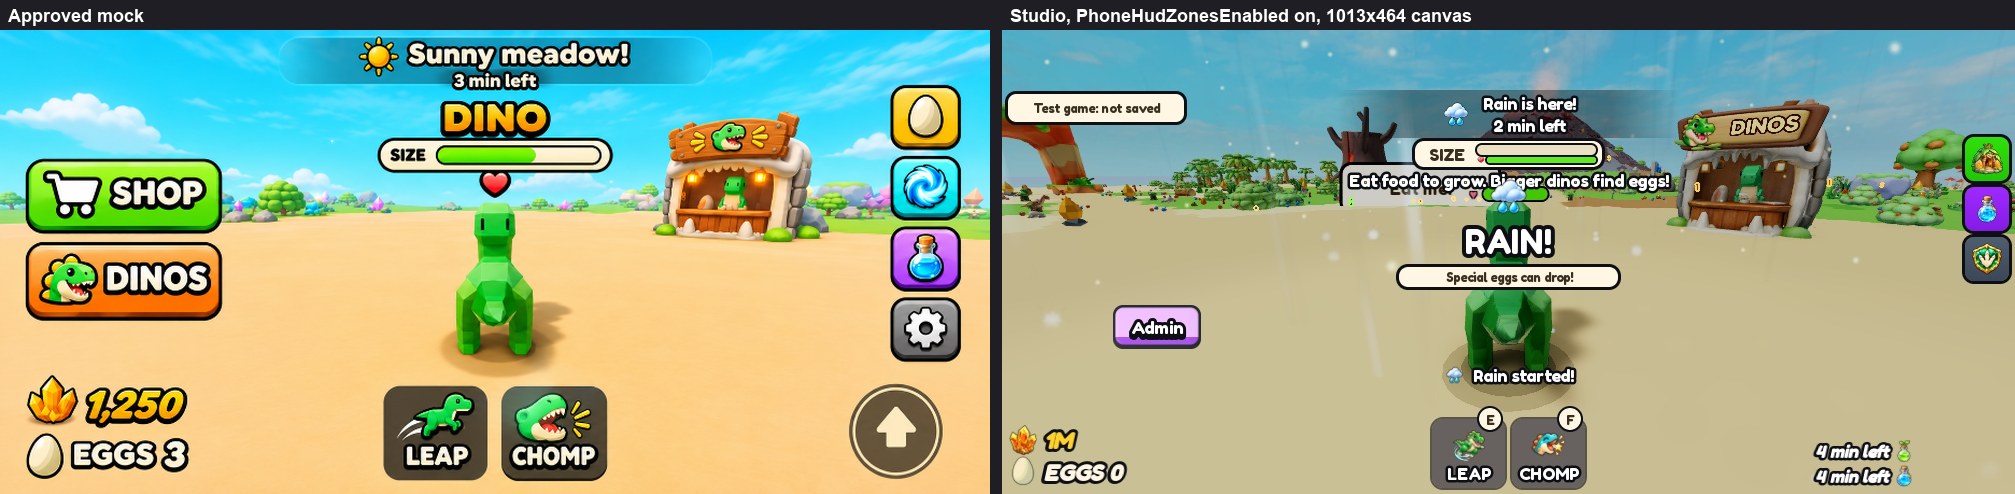 Approved mock
Sunny meadow!
3 min left
DINO
SIZE
SHOP
DINOS
1,250
EGGS 3
LEAP
CHOMP
Studio, PhoneHudZonesEnabled on, 1013x464 canvas
Test game: not saved
Rain is here!
2 min left
DINOS
SIZE
Eat food to grow. Bigger dinos find eggs!
RAIN!
Special eggs can drop!
Admin
Rain started!
1M
EGGS 0
E
LEAP
F
CHOMP
4 min left
4 min left